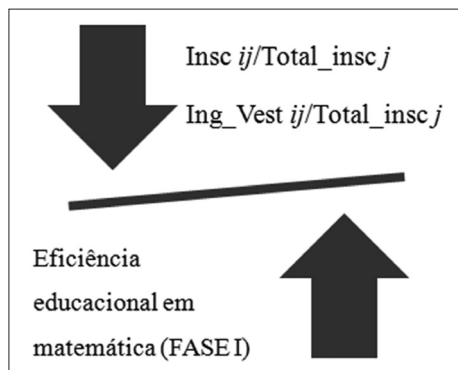 Insc ij/Total_insc j
Ing_Vest ij/Total_insc j
Eficiência
educacional em
matemática (FASE I)